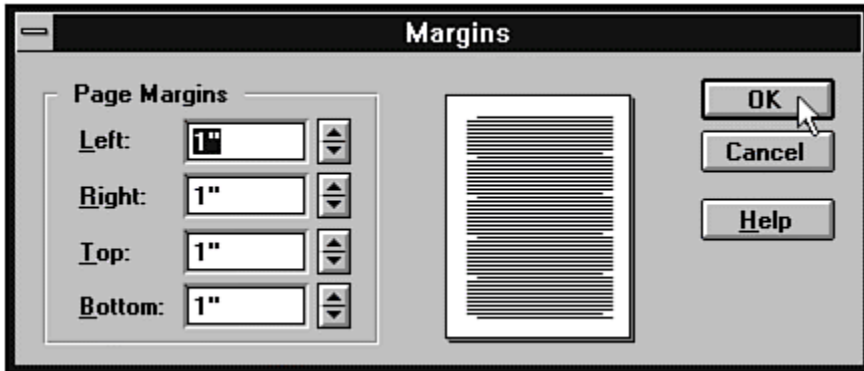 Margins
Page Margins
Left: 1"
Right: 1"
Top: 1"
Bottom: 1"
OK
Cancel
Help